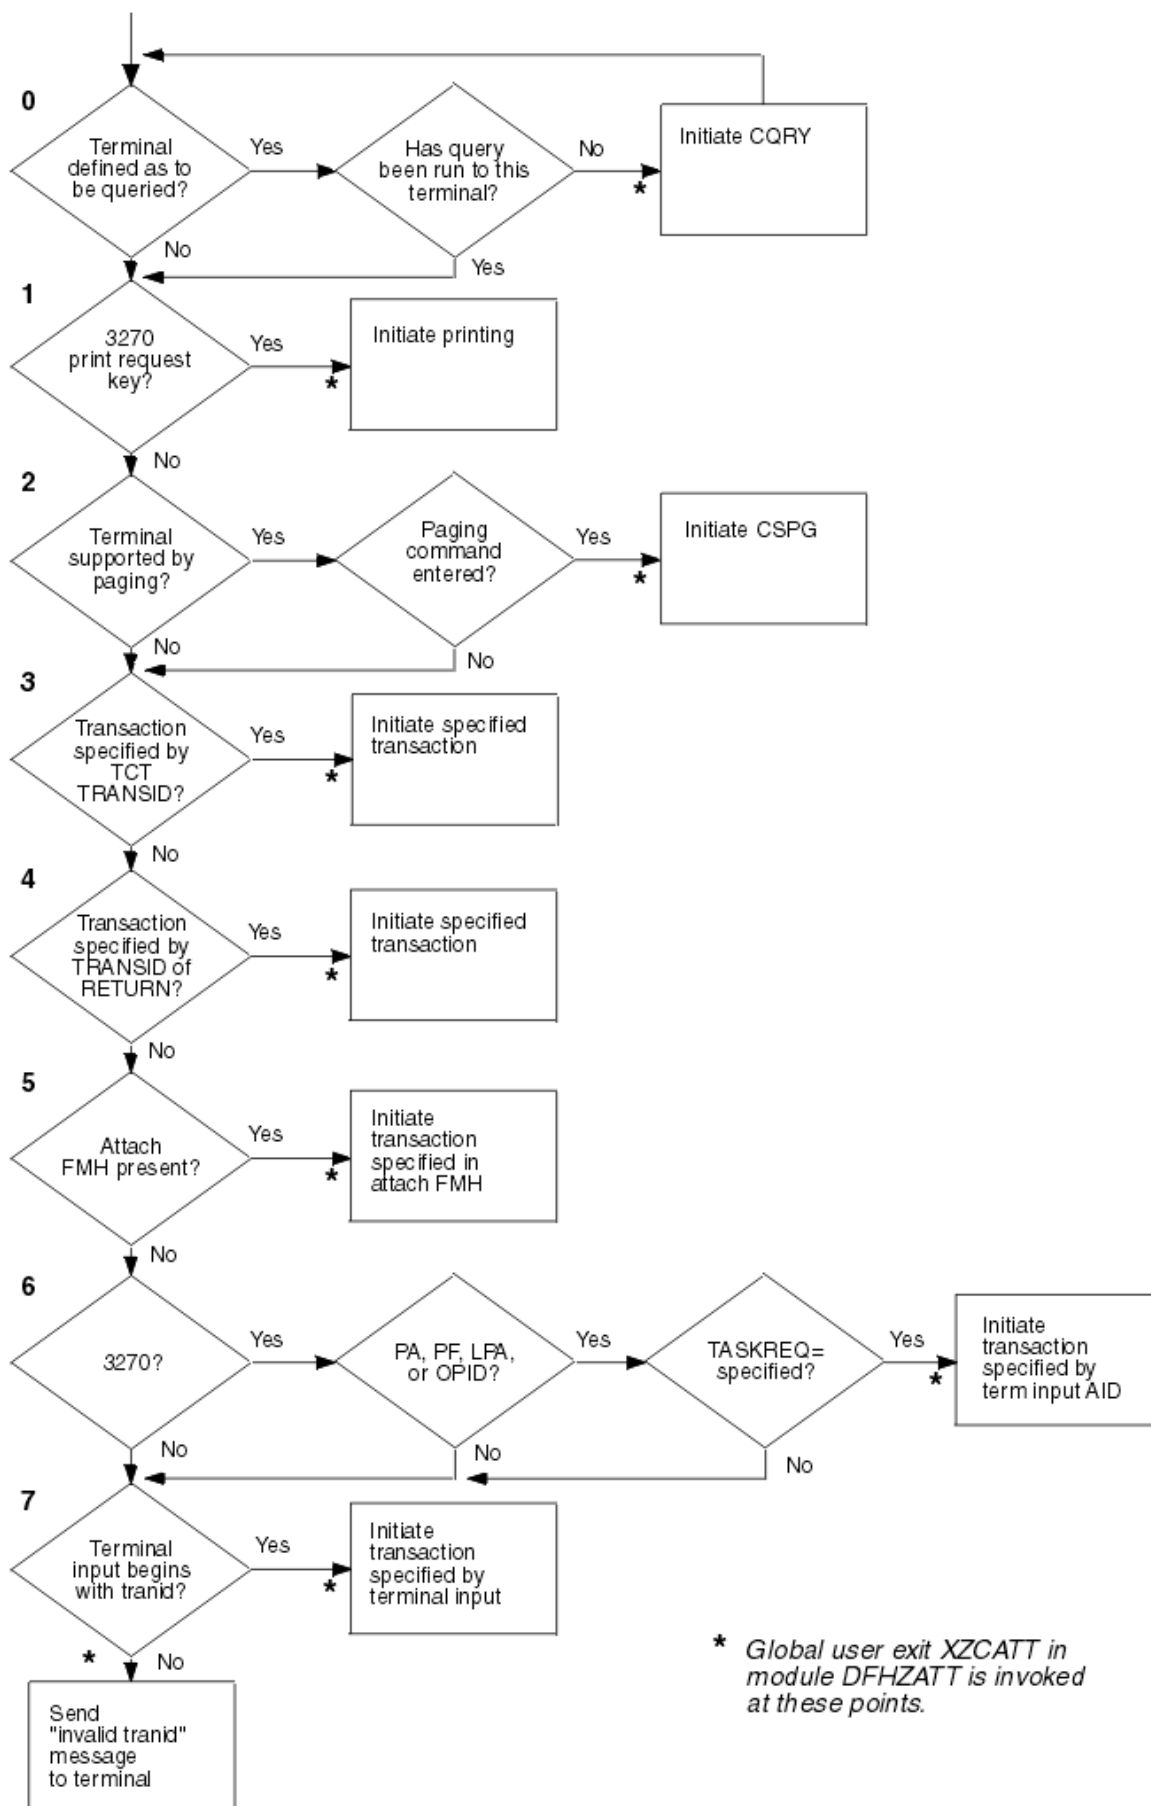 0
Terminal
defined as to
be queried?
Yes
Has query
been run to this
terminal?
No
*
Initiate CQRY
No
Yes
1
3270
print request
key?
Yes
*
Initiate printing
No
2
Terminal
supported by
paging?
Yes
Paging
command
entered?
Yes
*
Initiate CSPG
No
No
3
Transaction
specified by
TCT
TRANSID?
Yes
*
Initiate specified
transaction
No
4
Transaction
specified by
TRANSID of
RETURN?
Yes
*
Initiate specified
transaction
No
5
Attach
FMH present?
Yes
*
Initiate
transaction
specified in
attach FMH
No
6
3270?
Yes
PA, PF, LPA,
or OPID?
Yes
TASKREQ=
specified?
Yes
*
Initiate
transaction
specified by
term input AID
No
No
No
7
Terminal
input begins
with tranid?
Yes
*
Initiate
transaction
specified by
terminal input
*
No
Send
"invalid tranid"
message
to terminal
* Global user exit XZCATT in
module DFHZATT is invoked
at these points.